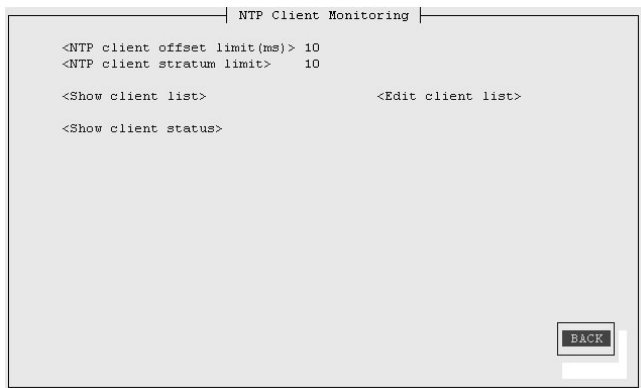 NTP Client Monitoring
<NTP client offset limit(ms)> 10
<NTP client stratum limit> 10
<Show client list> <Edit client list>
<Show client status>
BACK